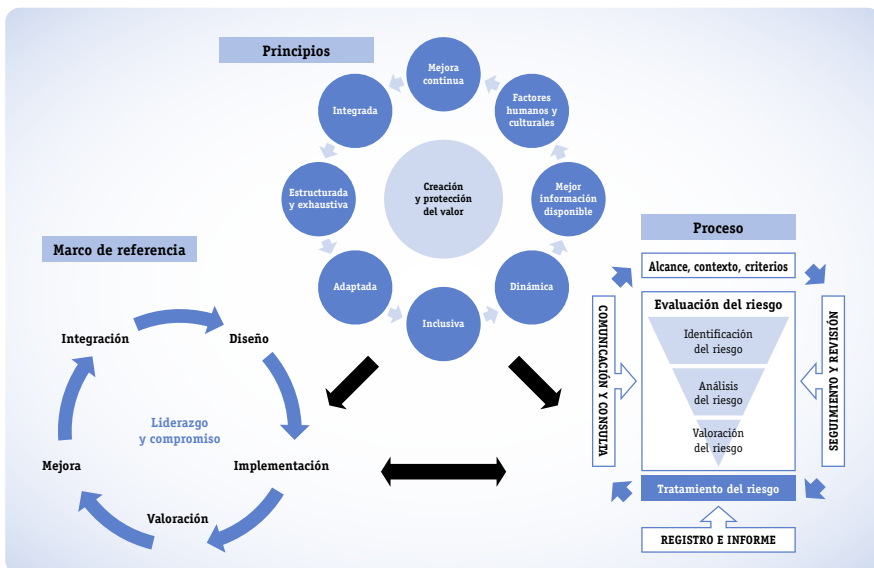 Principios
Mejora
continua
Integrada
Factores
humanos y
culturales
Estructurada
y exhaustiva
Creación
y protección
del valor
Mejor
información
disponible
Adaptada
Dinámica
Inclusiva
Marco de referencia
Integración
Diseño
Liderazgo
y compromiso
Mejora
Implementación
Valoración
Proceso
Alcance, contexto, criterios
Evaluación del riesgo
Identificación
del riesgo
Análisis
del riesgo
Valoración
del riesgo
COMUNICACIÓN Y CONSULTA
SEGUIMIENTO Y REVISIÓN
Tratamiento del riesgo
REGISTRO E INFORME